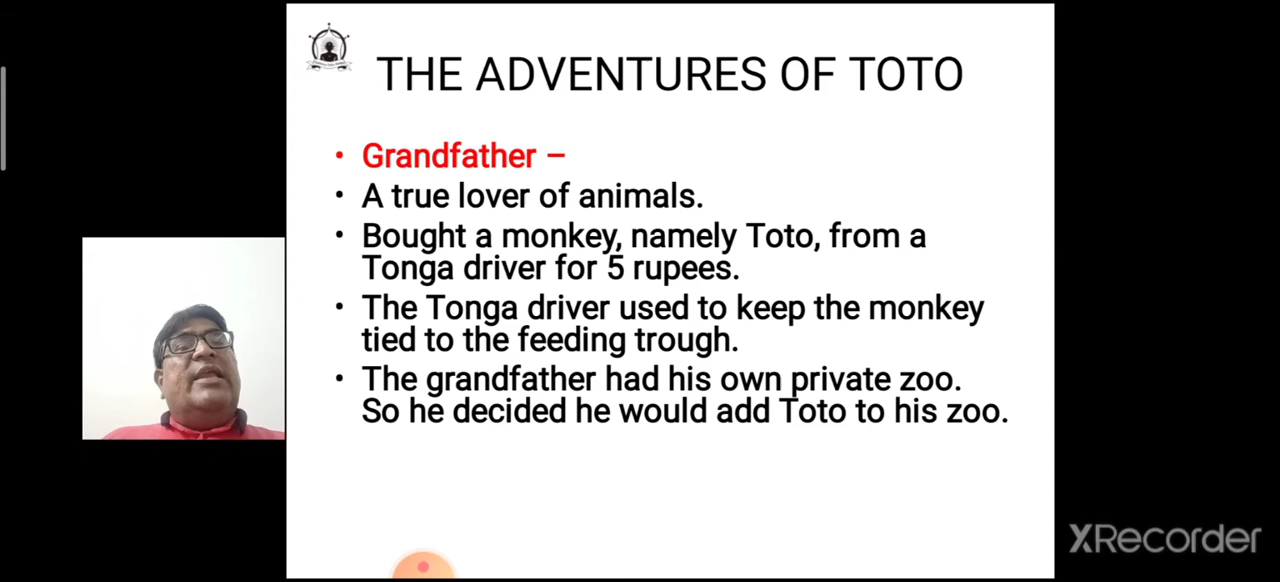 THE ADVENTURES OF TOTO
• Grandfather –
• A true lover of animals.
• Bought a monkey, namely Toto, from a
Tonga driver for 5 rupees.
• The Tonga driver used to keep the monkey
tied to the feeding trough.
• The grandfather had his own private zoo.
So he decided he would add Toto to his zoo.
XRecorder